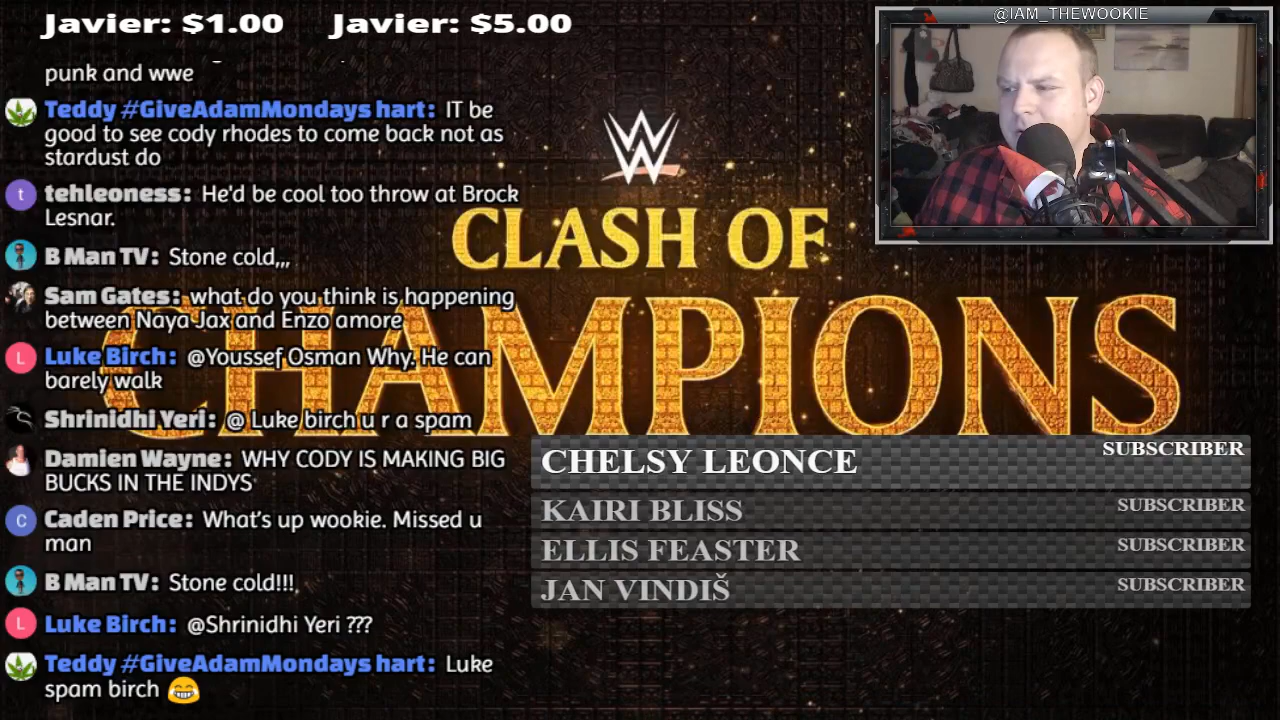 Javier: $1.00 Javier: $5.00
@IAM_THEWOOKIE
punk and wwe
Teddy #GiveAdamMondays hart: IT be
good to see cody rhodes to come back not as
stardust do
t
tehleoness: He'd be cool too throw at Brock
Lesnar.
B Man TV: Stone cold,,,
Sam Gates: what do you think is happening
between Naya Jax and Enzo amore
L
Luke Birch: @Youssef Osman Why. He can
barely walk
Shrinidhi Yeri: @ Luke birch u r a spam
Damien Wayne: WHY CODY IS MAKING BIG
BUCKS IN THE INDYS
C
Caden Price: What's up wookie. Missed u
man
B Man TV: Stone cold!!!
L
Luke Birch: @Shrinidhi Yeri ???
Teddy #GiveAdamMondays hart: Luke
spam birch 😂
W
CLASH OF
CHAMPIONS
CHELSY LEONCE SUBSCRIBER
KAIRI BLISS SUBSCRIBER
ELLIS FEASTER SUBSCRIBER
JAN VINDIŠ SUBSCRIBER